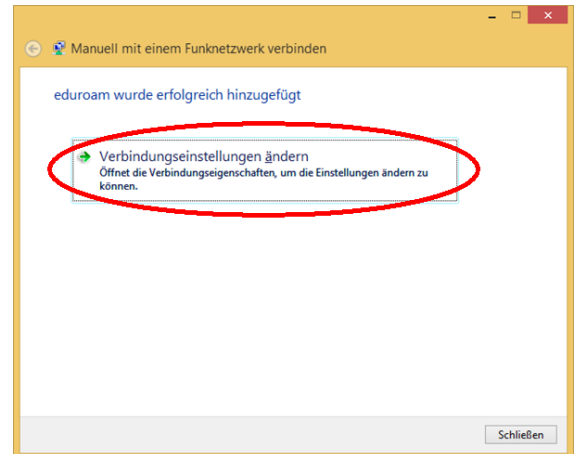 Manuell mit einem Funknetzwerk verbinden
eduroam wurde erfolgreich hinzugefügt
Verbindungseinstellungen ändern
Öffnet die Verbindungseigenschaften, um die Einstellungen ändern zu
können.
Schließen